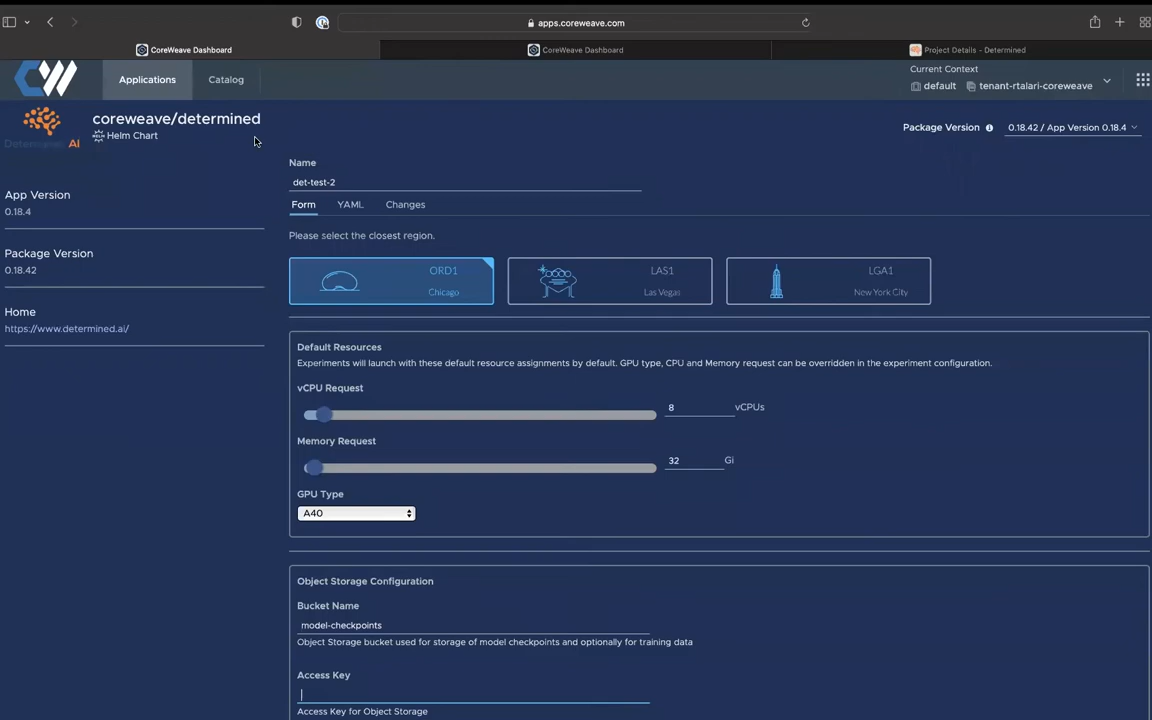 apps.coreweave.com
CoreWeave Dashboard
CoreWeave Dashboard
Project Details - Determined
Applications
Catalog
Current Context
default
tenant-rtalari-coreweave
coreweave/determined
Helm Chart
Determined AI
Package Version
0.18.42 / App Version 0.18.4
App Version
0.18.4
Package Version
0.18.42
Home
https://www.determined.ai/
Name
det-test-2
Form YAML Changes
Please select the closest region.
ORD1
Chicago
LAS1
Las Vegas
LGA1
New York City
Default Resources
Experiments will launch with these default resource assignments by default. GPU type, CPU and Memory request can be overridden in the experiment configuration.
vCPU Request
8 vCPUs
Memory Request
32 Gi
GPU Type
A40
Object Storage Configuration
Bucket Name
model-checkpoints
Object Storage bucket used for storage of model checkpoints and optionally for training data
Access Key
Access Key for Object Storage